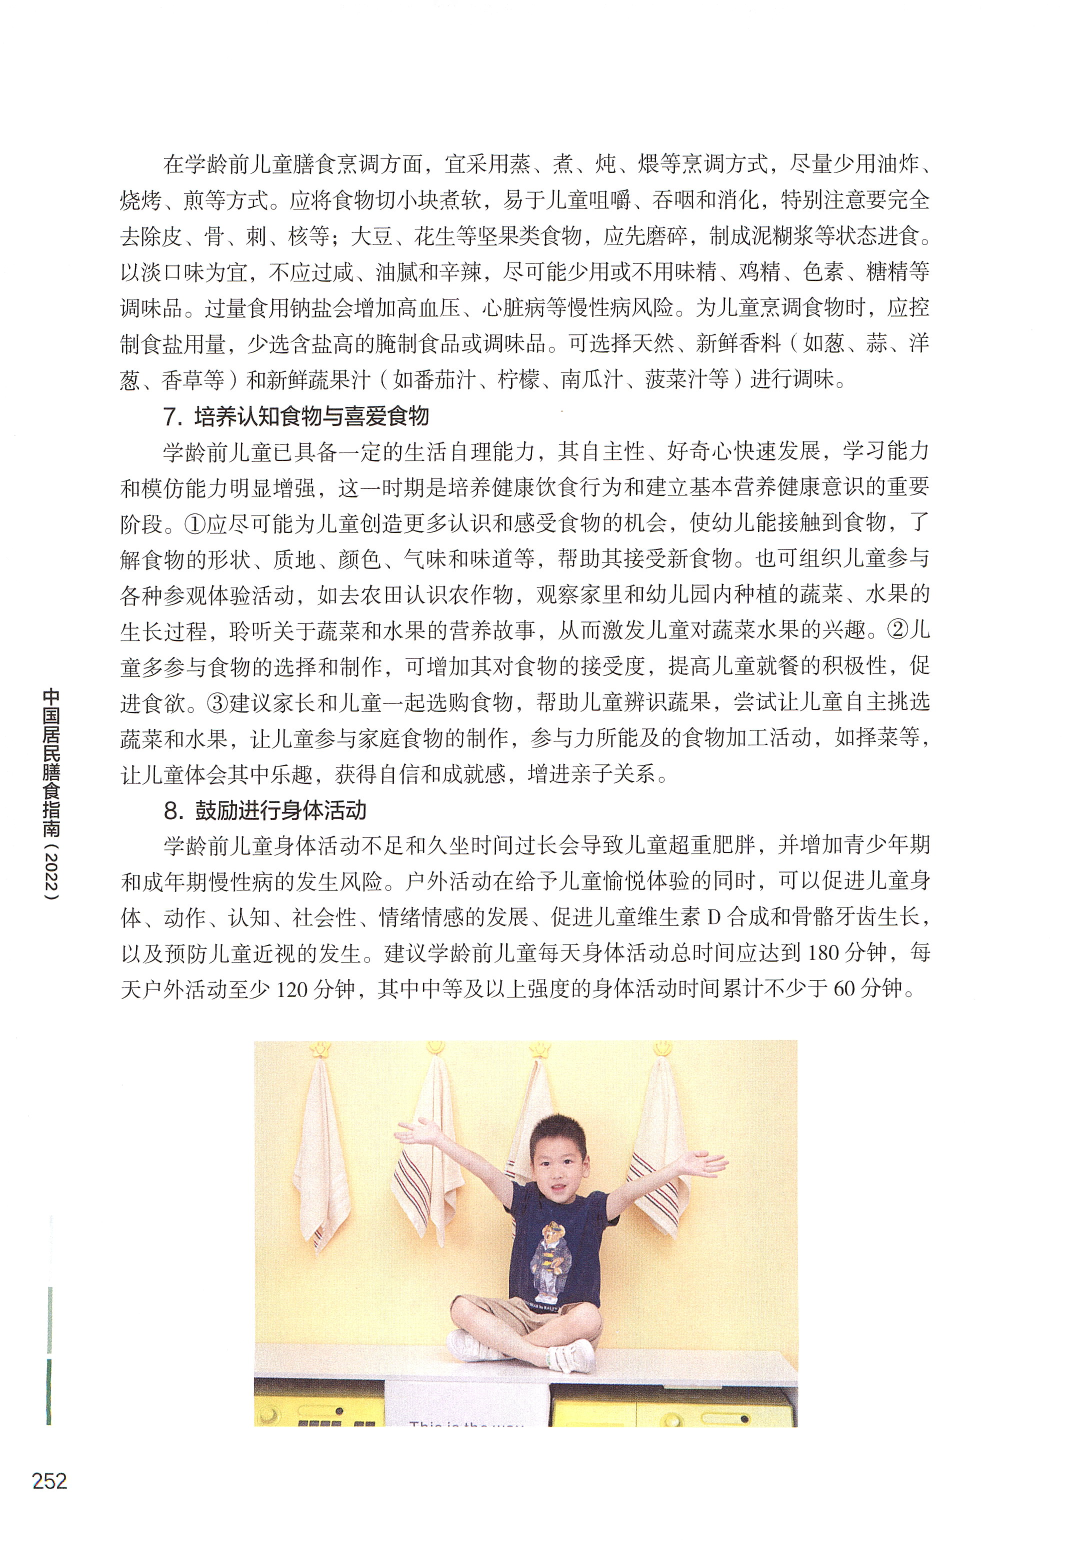 在学龄前儿童膳食烹调方面，宜采用蒸、煮、炖、煨等烹调方式，尽量少用油炸、
烧烤、煎等方式。应将食物切小块煮软，易于儿童咀嚼、吞咽和消化，特别注意要完全
去除皮、骨、刺、核等；大豆、花生等坚果类食物，应先磨碎，制成泥糊浆等状态进食。
以淡口味为宜，不应过咸、油腻和辛辣，尽可能少用或不用味精、鸡精、色素、糖精等
调味品。过量食用钠盐会增加高血压、心脏病等慢性病风险。为儿童烹调食物时，应控
制食盐用量，少选含盐高的腌制食品或调味品。可选择天然、新鲜香料（如葱、蒜、洋
葱、香草等）和新鲜蔬果汁（如番茄汁、柠檬、南瓜汁、菠菜汁等）进行调味。
7. 培养认知食物与喜爱食物
学龄前儿童已具备一定的生活自理能力，其自主性、好奇心快速发展，学习能力
和模仿能力明显增强，这一时期是培养健康饮食行为和建立基本营养健康意识的重要
阶段。①应尽可能为儿童创造更多认识和感受食物的机会，使幼儿能接触到食物，了
解食物的形状、质地、颜色、气味和味道等，帮助其接受新食物。也可组织儿童参与
各种参观体验活动，如去农田认识农作物，观察家里和幼儿园内种植的蔬菜、水果的
生长过程，聆听关于蔬菜和水果的营养故事，从而激发儿童对蔬菜水果的兴趣。②儿
童多参与食物的选择和制作，可增加其对食物的接受度，提高儿童就餐的积极性，促
进食欲。③建议家长和儿童一起选购食物，帮助儿童辨识蔬果，尝试让儿童自主挑选
蔬菜和水果，让儿童参与家庭食物的制作，参与力所能及的食物加工活动，如择菜等，
让儿童体会其中乐趣，获得自信和成就感，增进亲子关系。
8. 鼓励进行身体活动
学龄前儿童身体活动不足和久坐时间过长会导致儿童超重肥胖，并增加青少年期
和成年期慢性病的发生风险。户外活动在给予儿童愉悦体验的同时，可以促进儿童身
体、动作、认知、社会性、情绪情感的发展、促进儿童维生素 D 合成和骨骼牙齿生长，
以及预防儿童近视的发生。建议学龄前儿童每天身体活动总时间应达到 180 分钟，每
天户外活动至少 120 分钟，其中中等及以上强度的身体活动时间累计不少于 60 分钟。
This is the way
中国居民膳食指南（2022）
252